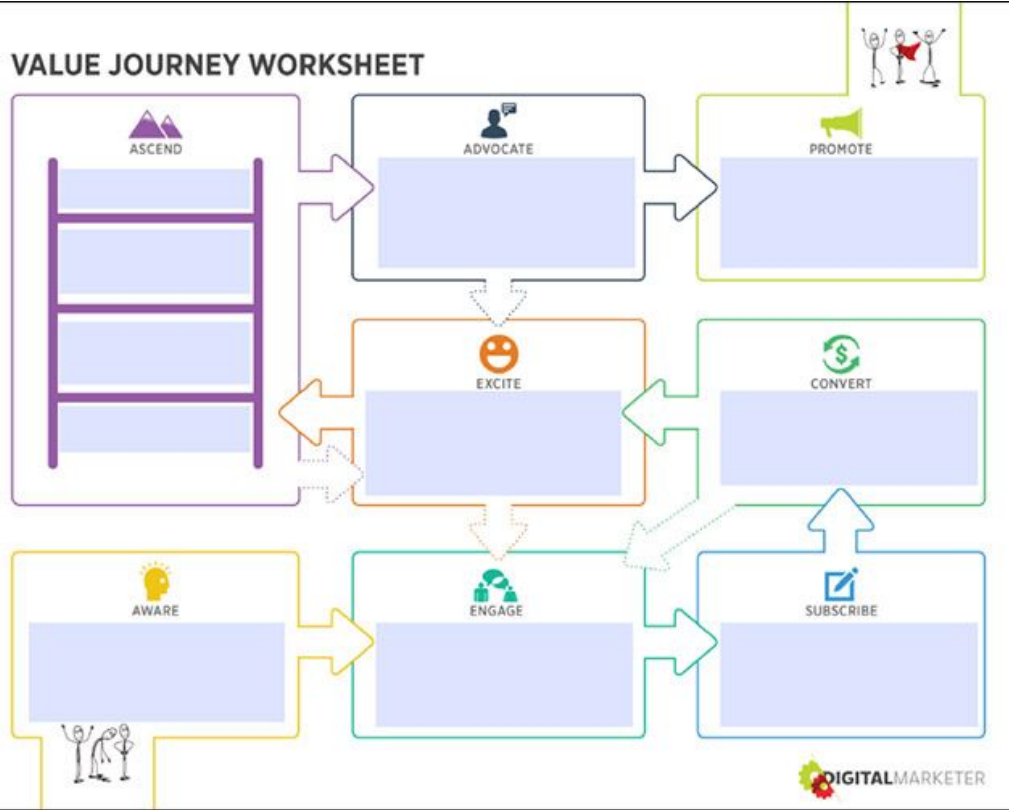 VALUE JOURNEY WORKSHEET
ASCEND
ADVOCATE
PROMOTE
EXCITE
CONVERT
AWARE
ENGAGE
SUBSCRIBE
DIGITALMARKETER